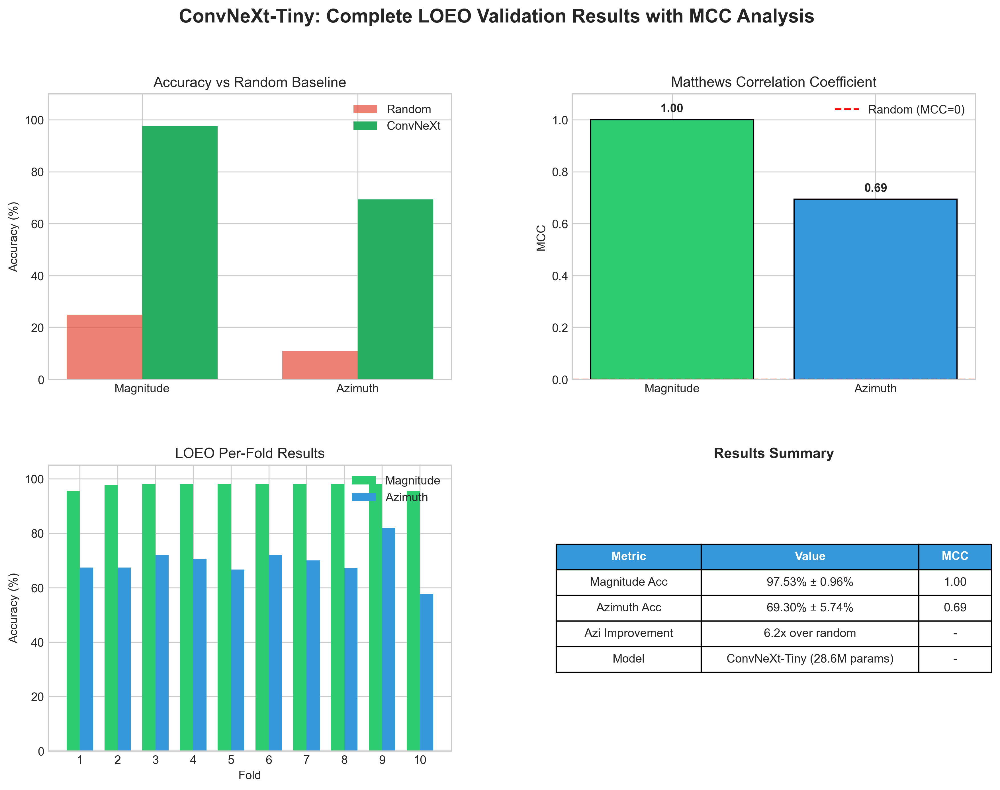 ConvNeXt-Tiny: Complete LOEO Validation Results with MCC Analysis
Accuracy vs Random Baseline
Accuracy (%)
100
80
60
40
20
0
Random
ConvNeXt
Magnitude
Azimuth
Matthews Correlation Coefficient
MCC
1.0
0.8
0.6
0.4
0.2
0.0
1.00
0.69
Random (MCC=0)
Magnitude
Azimuth
LOEO Per-Fold Results
Accuracy (%)
100
80
60
40
20
0
Magnitude
Azimuth
1 2 3 4 5 6 7 8 9 10
Fold
Results Summary
Metric Value MCC
Magnitude Acc 97.53% ± 0.96% 1.00
Azimuth Acc 69.30% ± 5.74% 0.69
Azi Improvement 6.2x over random -
Model ConvNeXt-Tiny (28.6M params) -